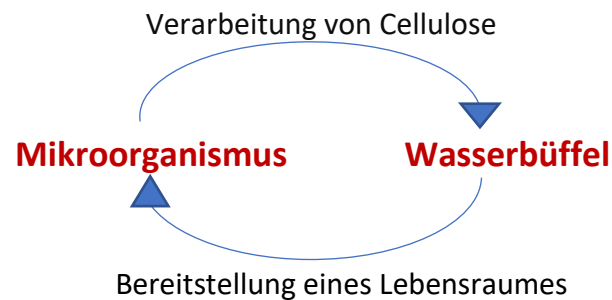 Verarbeitung von Cellulose
Mikroorganismus Wasserbüffel
Bereitstellung eines Lebensraumes